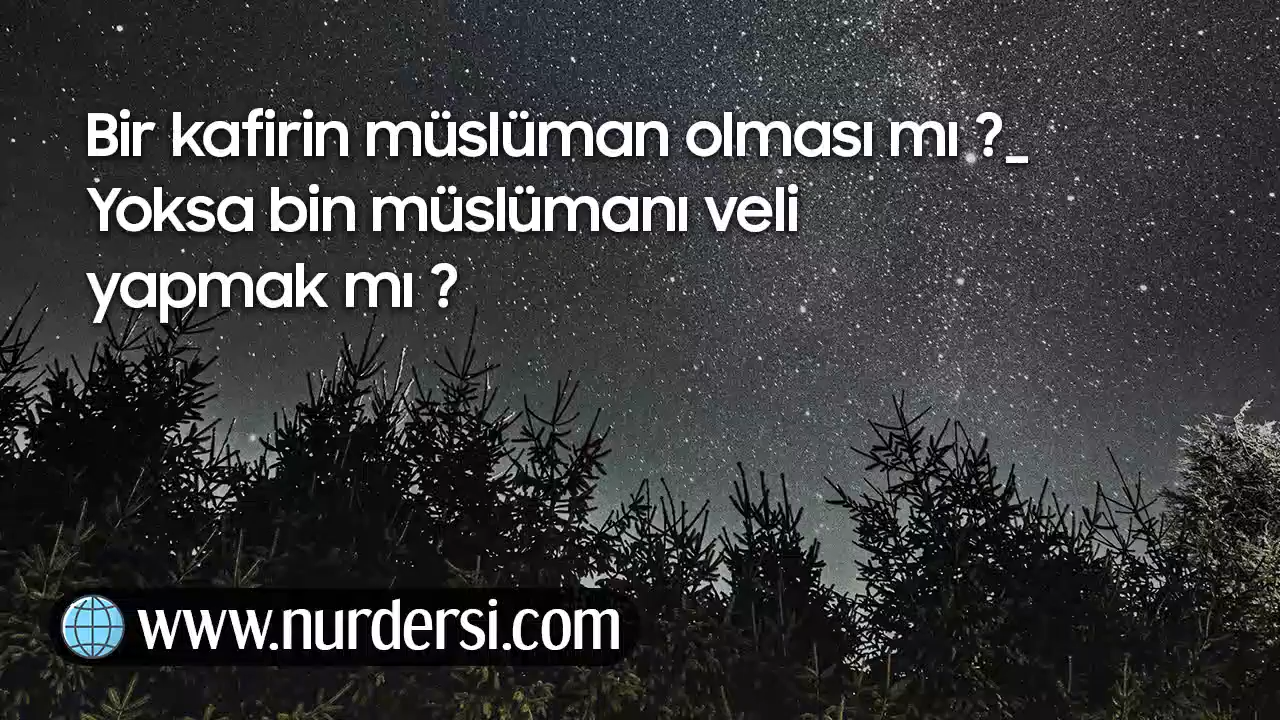 Bir kafirin müslüman olması mı ?_
Yoksa bin müslümanı veli
yapmak mı ?
www.nurdersi.com